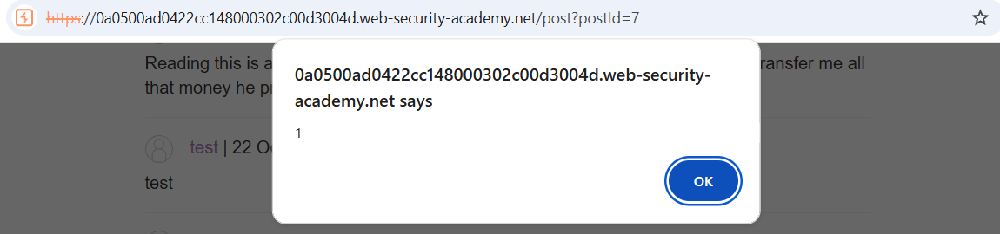 https://0a0500ad0422cc148000302c00d3004d.web-security-academy.net/post?postId=7
0a0500ad0422cc148000302c00d3004d.web-security-
academy.net says
1
OK
Reading this is a ransfer me all
that money he p
test | 22 O
test